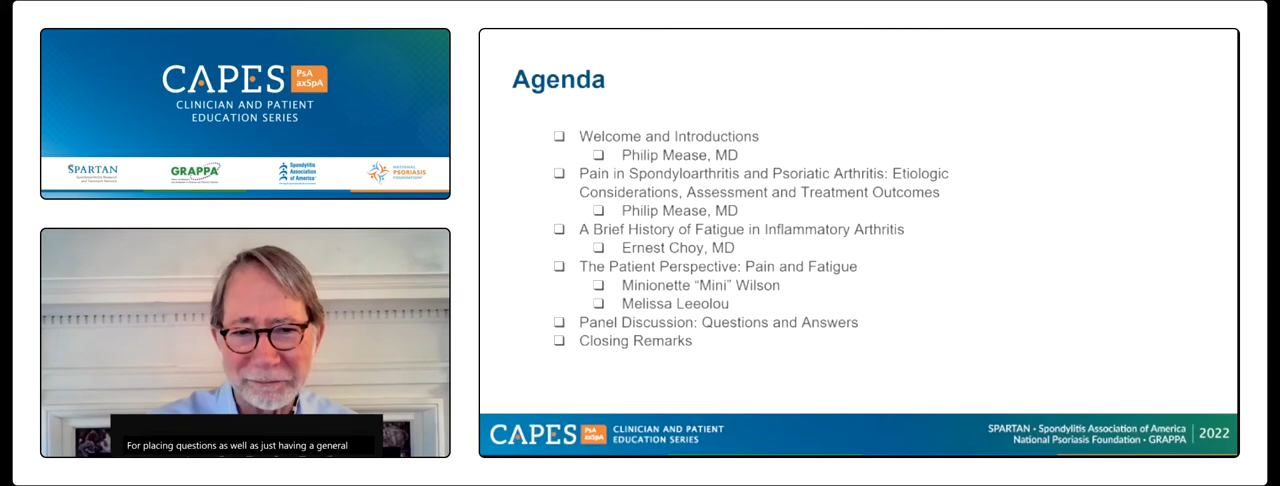 CAPES PsA axSpA
CLINICIAN AND PATIENT
EDUCATION SERIES
SPARTAN
GRAPPA
Spondylitis
Association
of America
NATIONAL
PSORIASIS
FOUNDATION
For placing questions as well as just having a general
Agenda
❑ Welcome and Introductions
❑ Philip Mease, MD
❑ Pain in Spondyloarthritis and Psoriatic Arthritis: Etiologic
Considerations, Assessment and Treatment Outcomes
❑ Philip Mease, MD
❑ A Brief History of Fatigue in Inflammatory Arthritis
❑ Ernest Choy, MD
❑ The Patient Perspective: Pain and Fatigue
❑ Minionette “Mini” Wilson
❑ Melissa Leeolou
❑ Panel Discussion: Questions and Answers
❑ Closing Remarks
CAPES PsA axSpA
CLINICIAN AND PATIENT
EDUCATION SERIES
SPARTAN • Spondylitis Association of America
National Psoriasis Foundation • GRAPPA
2022